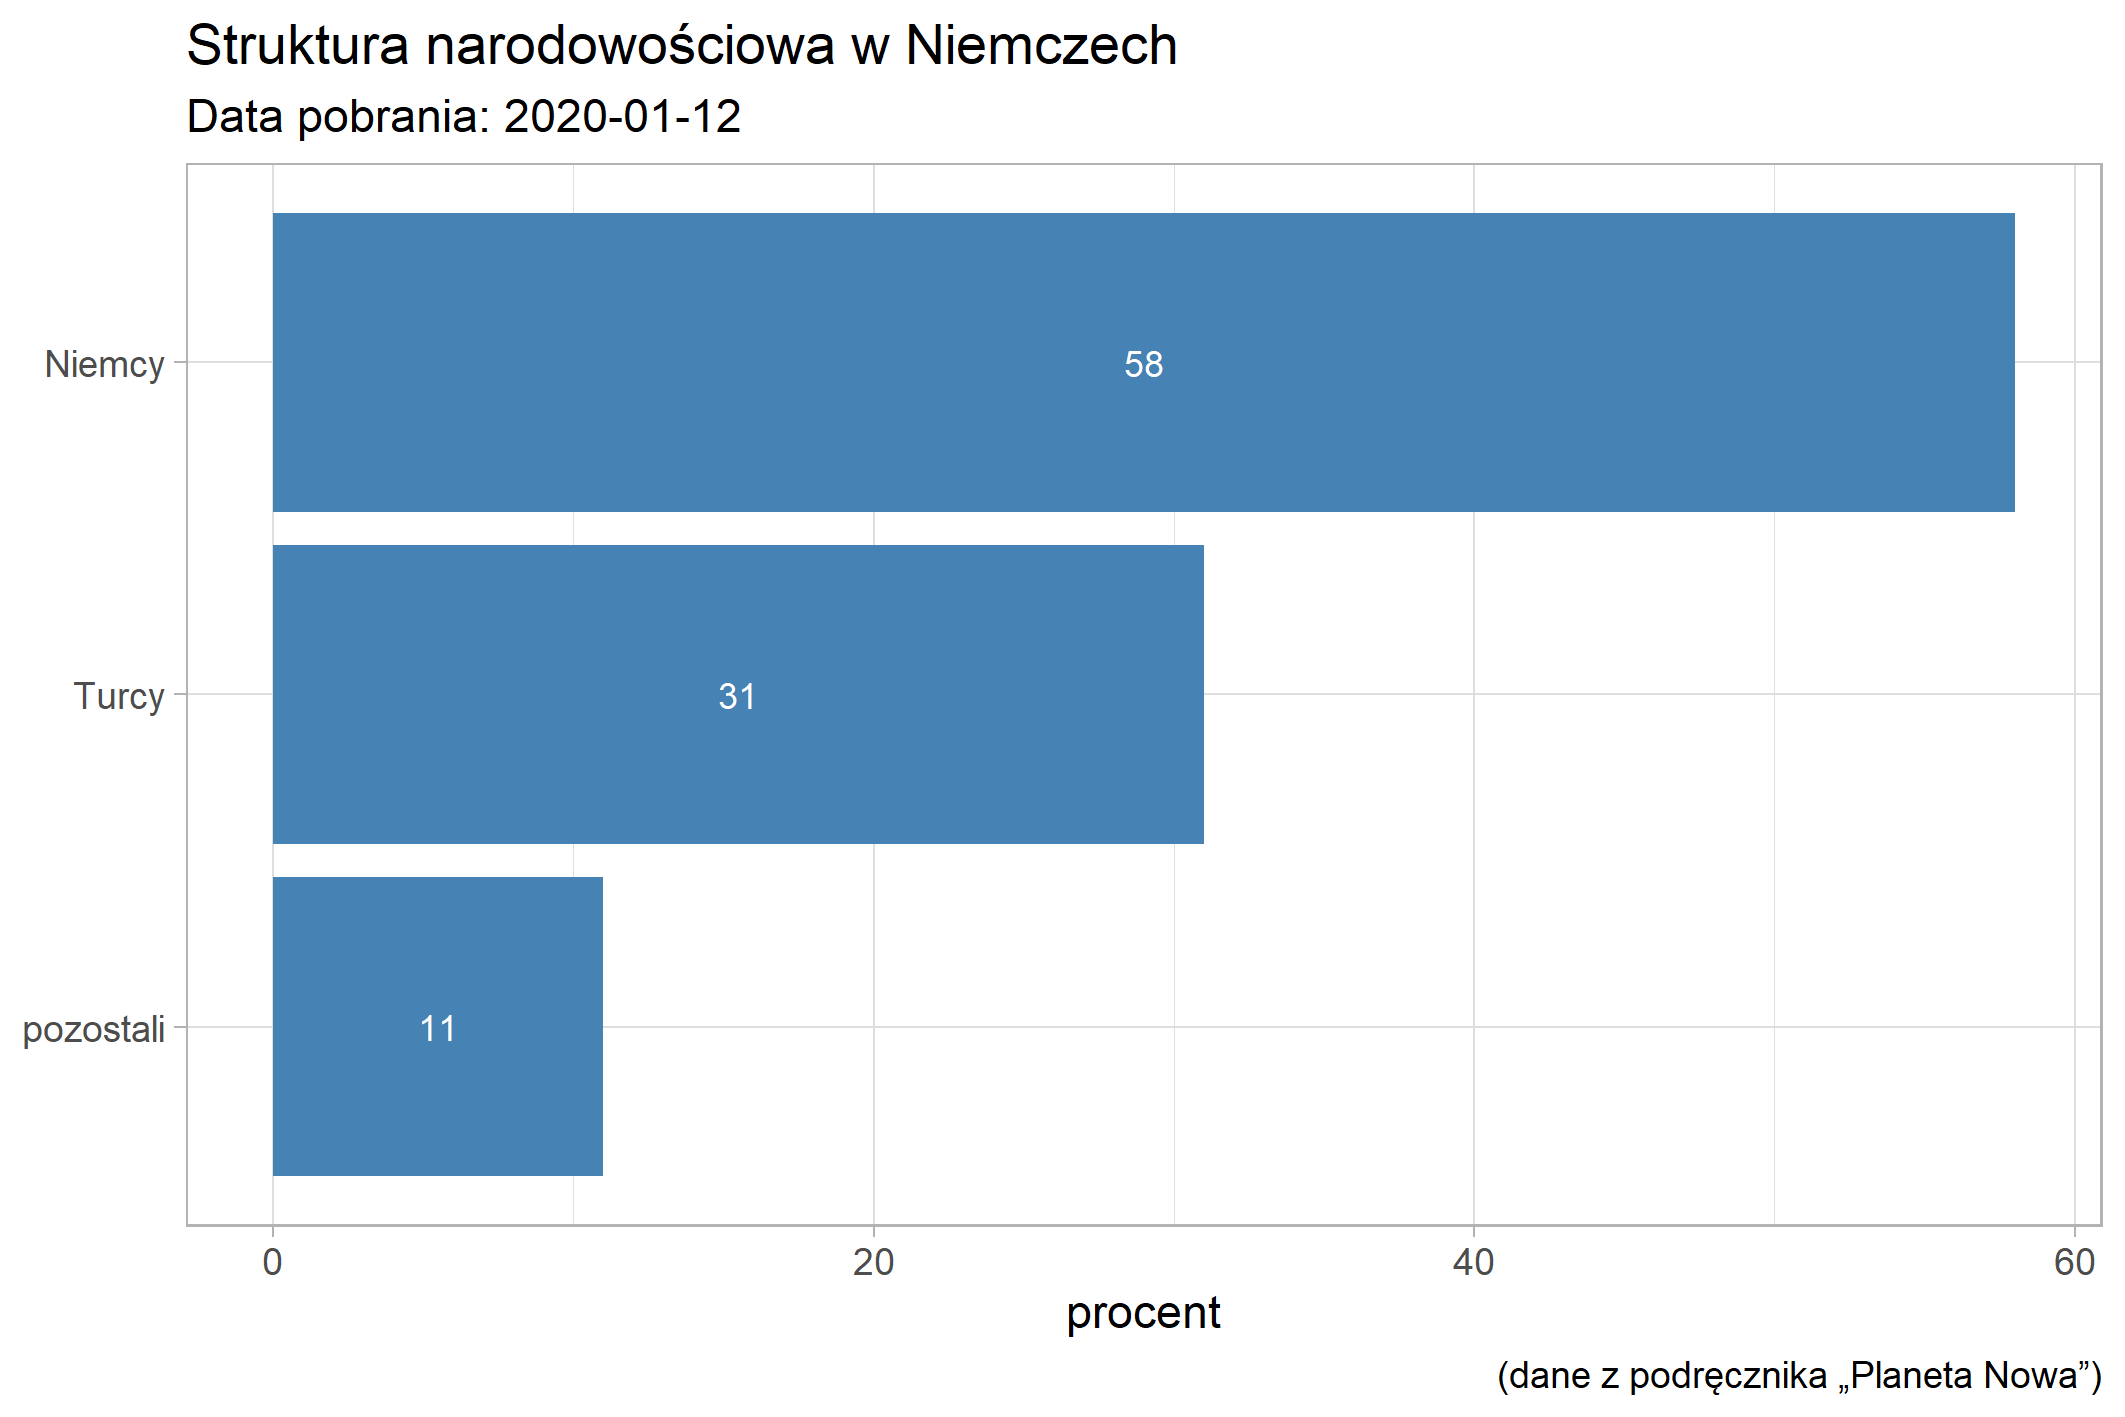 Struktura narodowościowa w Niemczech
Data pobrania: 2020-01-12
Niemcy
58
Turcy
31
pozostali
11
0 20 40 60
procent
(dane z podręcznika „Planeta Nowa”)